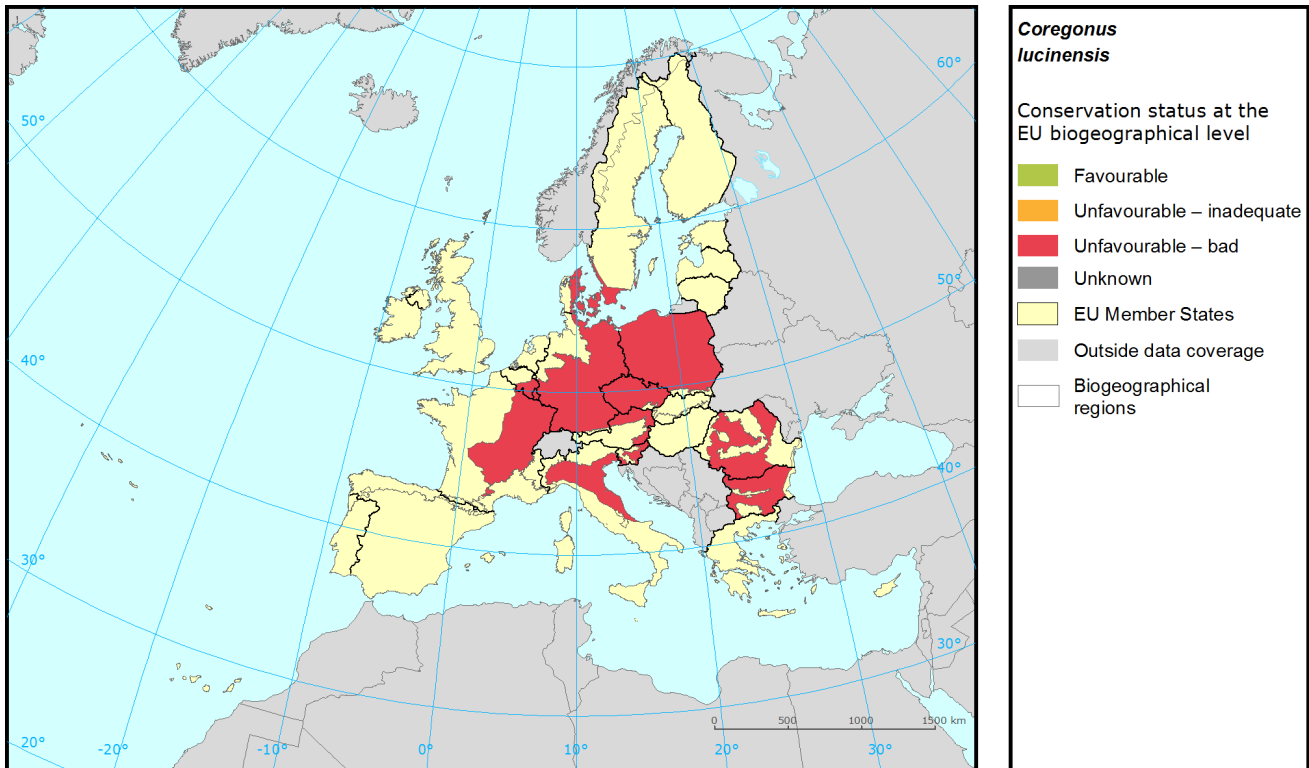 60°
50°
50°
40°
40°
30°
30°
20°
-20°
-10°
0°
10°
20°
30°
0
500
1000
1500 km
Coregonus
lucinensis
Conservation status at the
EU biogeographical level
Favourable
Unfavourable – inadequate
Unfavourable – bad
Unknown
EU Member States
Outside data coverage
Biogeographical
regions